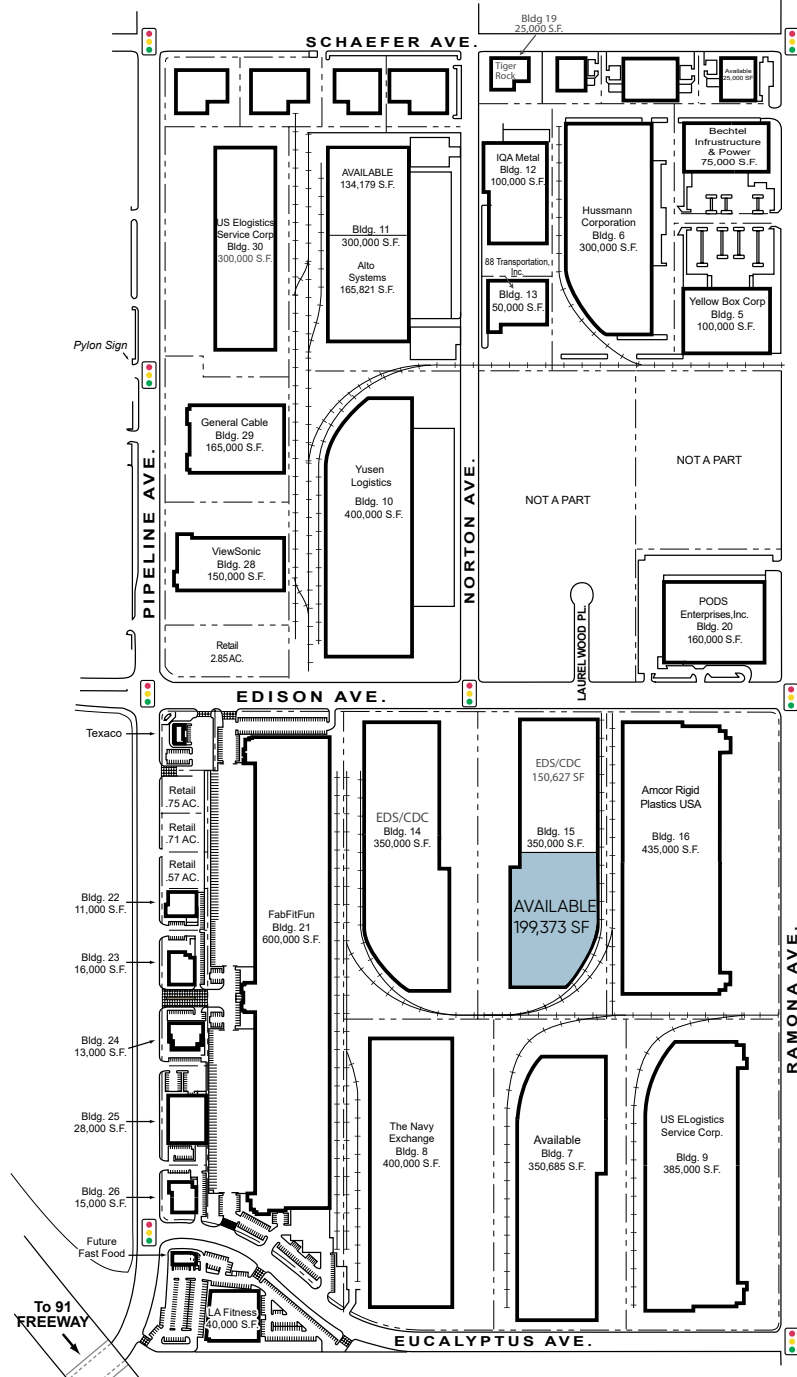 Bldg 19
25,000 S.F.
SCHAEFER AVE.
Tiger
Rock
Available
25,000 SF
IQA Metal
Bldg. 12
100,000 S.F.
Bechtel
Infrustructure
& Power
75,000 S.F.
AVAILABLE
134,179 S.F.
Bldg. 11
300,000 S.F.
Alto
Systems
165,821 S.F.
US Elogistics
Service Corp
Bldg. 30
300,000 S.F.
Hussmann
Corporation
Bldg. 6
300,000 S.F.
88 Transportation,
Inc.
Bldg. 13
50,000 S.F.
Yellow Box Corp
Bldg. 5
100,000 S.F.
Pylon Sign
General Cable
Bldg. 29
165,000 S.F.
Yusen
Logistics
Bldg. 10
400,000 S.F.
NOT A PART
NOT A PART
PIPELINE AVE.
NORTON AVE.
ViewSonic
Bldg. 28
150,000 S.F.
LAUREL WOOD PL.
PODS
Enterprises,Inc.
Bldg. 20
160,000 S.F.
Retail
2.85 AC.
EDISON AVE.
Texaco
Retail
.75 AC.
Retail
.71 AC.
Retail
.57 AC.
EDS/CDC
150,627 SF
Bldg. 15
350,000 S.F.
EDS/CDC
Bldg. 14
350,000 S.F.
Amcor Rigid
Plastics USA
Bldg. 16
435,000 S.F.
AVAILABLE
199,373 SF
Bldg. 22
11,000 S.F.
FabFitFun
Bldg. 21
600,000 S.F.
Bldg. 23
16,000 S.F.
RAMONA AVE.
Bldg. 24
13,000 S.F.
Bldg. 25
28,000 S.F.
The Navy
Exchange
Bldg. 8
400,000 S.F.
Available
Bldg. 7
350,685 S.F.
US ELogistics
Service Corp.
Bldg. 9
385,000 S.F.
Bldg. 26
15,000 S.F.
Future
Fast Food
LA Fitness
40,000 S.F.
To 91
FREEWAY
EUCALYPTUS AVE.